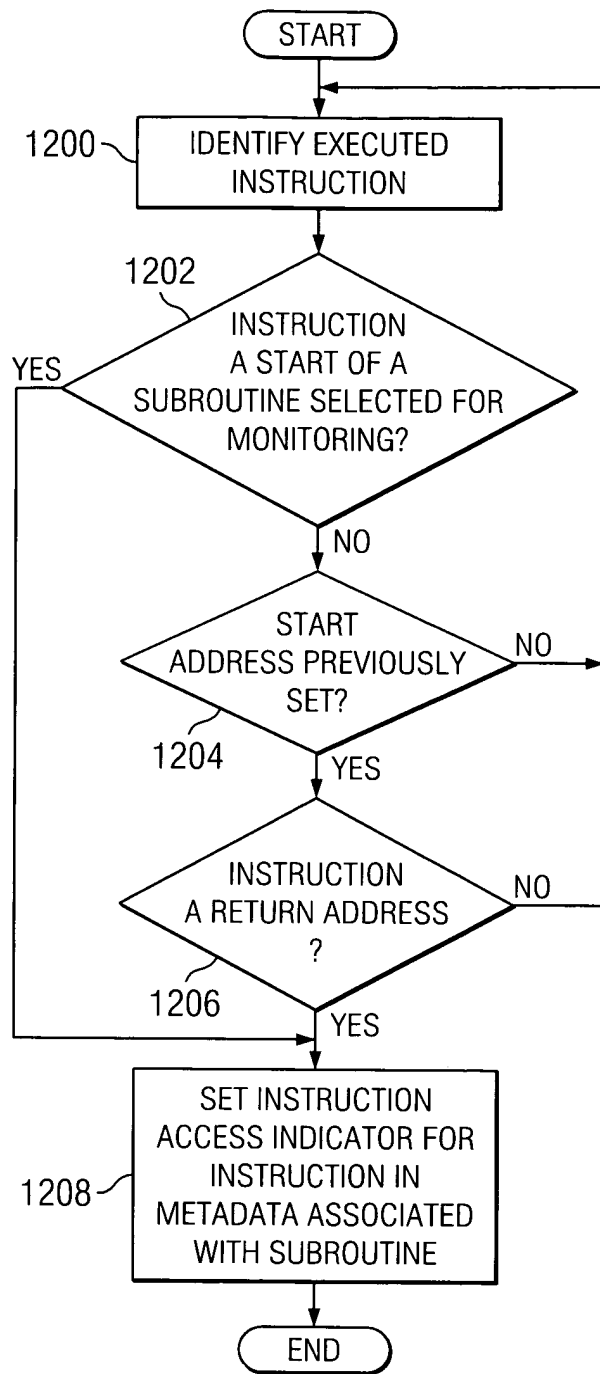 START
1200
IDENTIFY EXECUTED
INSTRUCTION
1202
INSTRUCTION
A START OF A
SUBROUTINE SELECTED FOR
MONITORING?
YES
NO
START
ADDRESS PREVIOUSLY
SET?
NO
1204
YES
INSTRUCTION
A RETURN ADDRESS
?
NO
1206
YES
SET INSTRUCTION
ACCESS INDICATOR FOR
INSTRUCTION IN
METADATA ASSOCIATED
WITH SUBROUTINE
1208
END